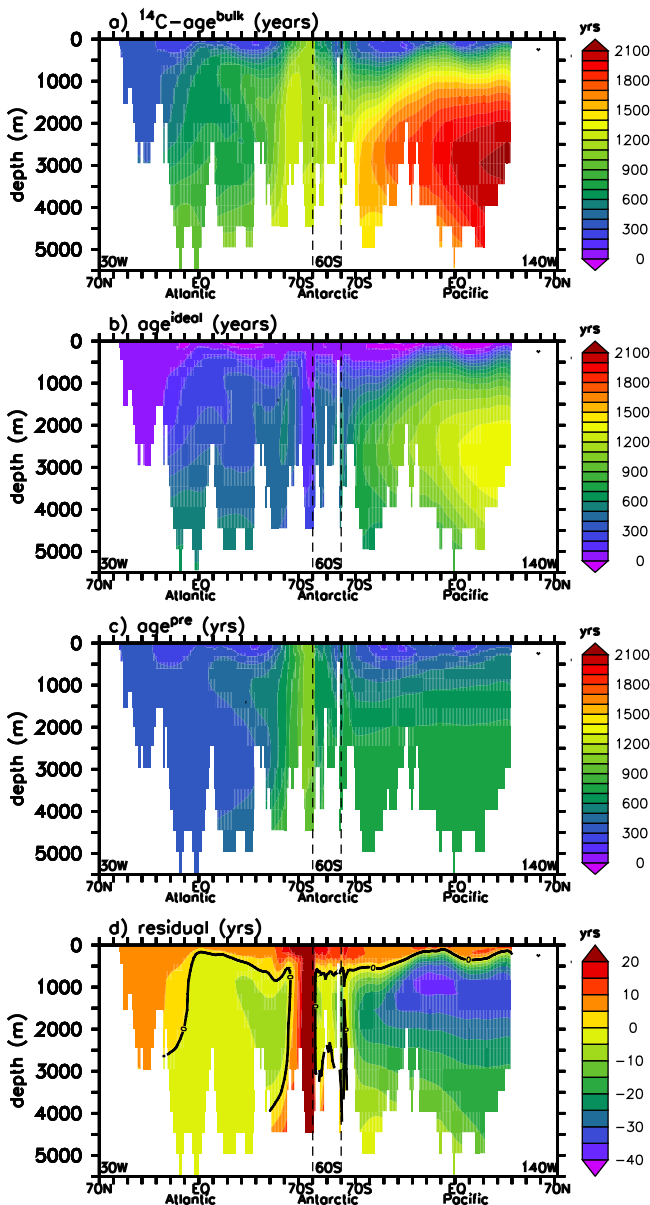 a) ¹⁴C–age^bulk (years)
yrs
0
1000
2000
3000
4000
5000
depth (m)
30W 60S 140W
70N EQ 70S 70S EQ 70N
Atlantic Antarctic Pacific
2100
1800
1500
1200
900
600
300
0
b) age^ideal (years)
yrs
0
1000
2000
3000
4000
5000
depth (m)
30W 60S 140W
70N EQ 70S 70S EQ 70N
Atlantic Antarctic Pacific
2100
1800
1500
1200
900
600
300
0
c) age^pre (yrs)
yrs
0
1000
2000
3000
4000
5000
depth (m)
30W 60S 140W
70N EQ 70S 70S EQ 70N
Atlantic Antarctic Pacific
2100
1800
1500
1200
900
600
300
0
d) residual (yrs)
yrs
0
1000
2000
3000
4000
5000
depth (m)
0 0 0 0 0 0
30W 60S 140W
70N EQ 70S 70S EQ 70N
Atlantic Antarctic Pacific
20
10
0
−10
−20
−30
−40